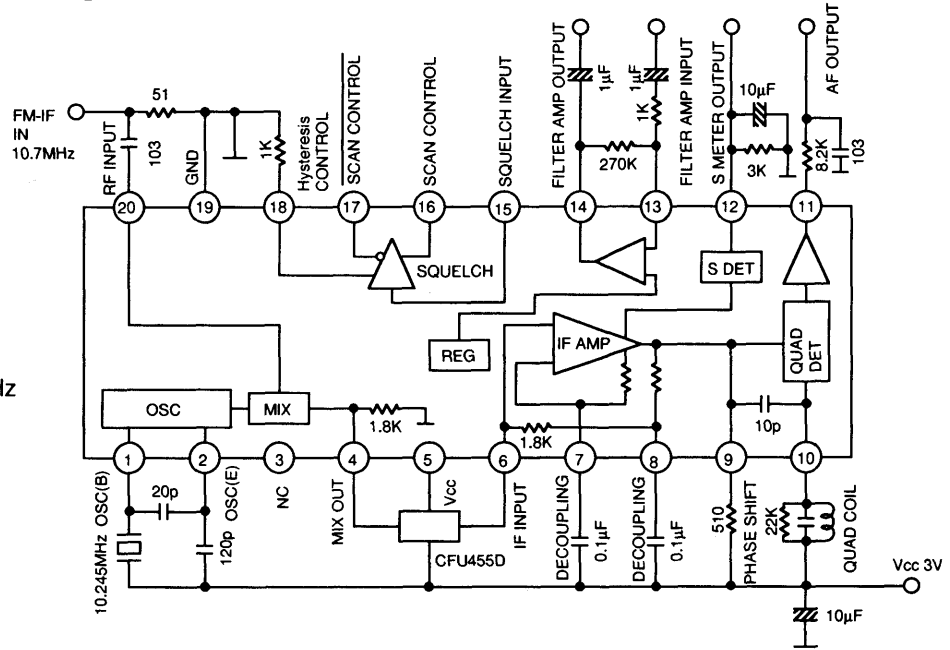 FM-IF
IN
10.7MHz
51
103
RF INPUT
GND
1K
Hysteresis
CONTROL
SCAN CONTROL
SCAN CONTROL
SQUELCH INPUT
FILTER AMP OUTPUT
1μF
270K
1μF
1K
FILTER AMP INPUT
S METER OUTPUT
10μF
3K
AF OUTPUT
8.2K
103
20
19
18
17
16
15
14
13
12
11
SQUELCH
REG
IF AMP
S DET
QUAD
DET
dz
OSC
MIX
1.8K
1.8K
10p
1
2
3
4
5
6
7
8
9
10
10.245MHz
OSC(B)
20p
OSC(E)
120p
NC
MIX OUT
Vcc
CFU455D
IF INPUT
DECOUPLING
0.1μF
DECOUPLING
0.1μF
510
PHASE SHIFT
22K
QUAD COIL
Vcc 3V
10μF